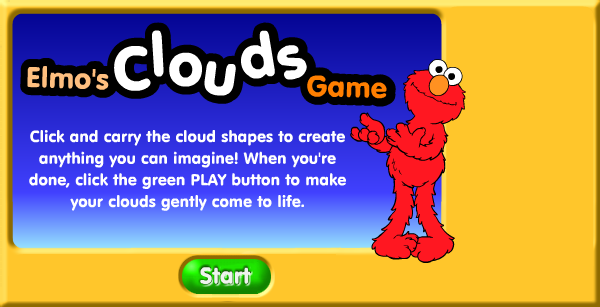 Elmo's Clouds Game
Click and carry the cloud shapes to create
anything you can imagine! When you're
done, click the green PLAY button to make
your clouds gently come to life.
Start